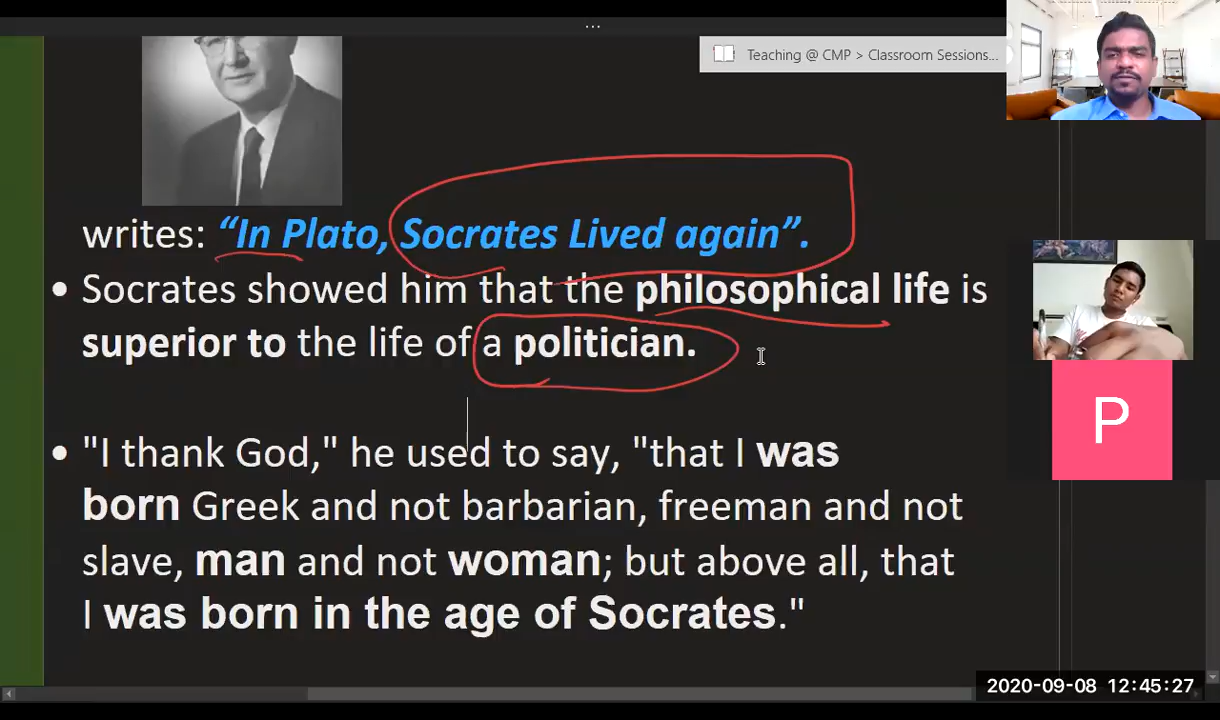 Teaching @ CMP > Classroom Sessions...
writes: “In Plato, Socrates Lived again”.
• Socrates showed him that the philosophical life is
superior to the life of a politician.
• "I thank God," he used to say, "that I was
born Greek and not barbarian, freeman and not
slave, man and not woman; but above all, that
I was born in the age of Socrates."
P
2020-09-08 12:45:27